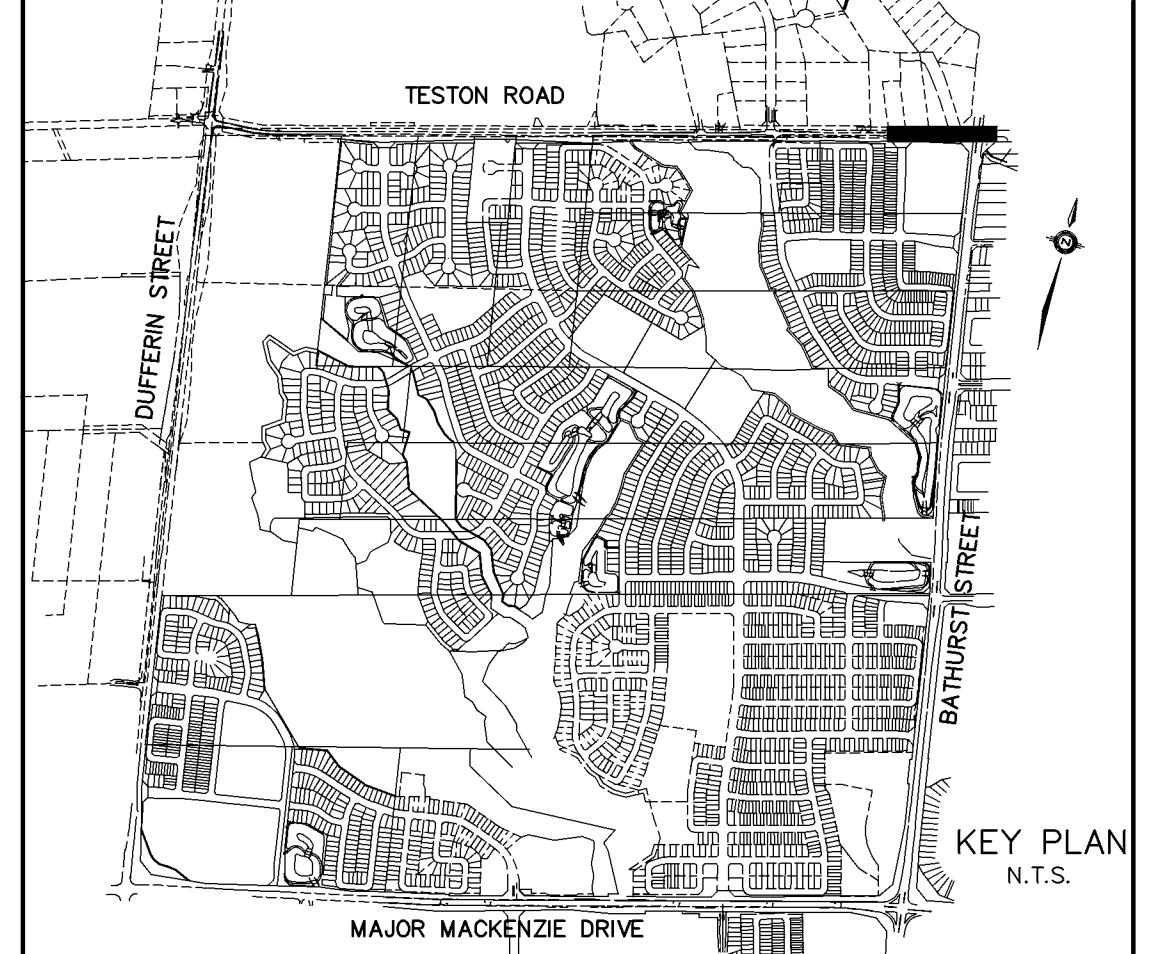 TESTON ROAD
DUFFERIN STREET
N
BATHURST STREET
KEY PLAN
N.T.S.
MAJOR MACKENZIE DRIVE